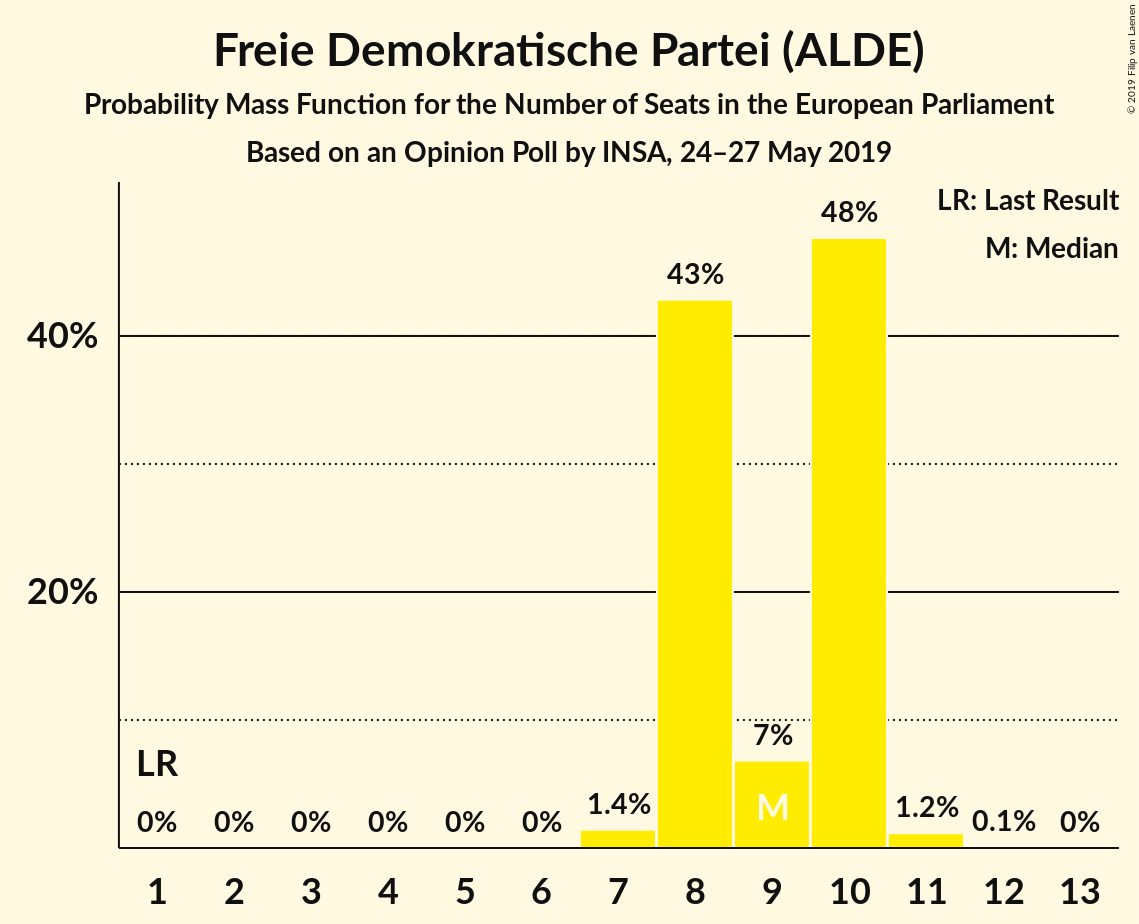 Freie Demokratische Partei (ALDE)
Probability Mass Function for the Number of Seats in the European Parliament
Based on an Opinion Poll by INSA, 24–27 May 2019
© 2019 Filip van Laenen
LR: Last Result
M: Median
48%
43%
40%
20%
7%
LR
M
0% 0% 0% 0% 0% 0% 1.4% 1.2% 0.1% 0%
1 2 3 4 5 6 7 8 9 10 11 12 13